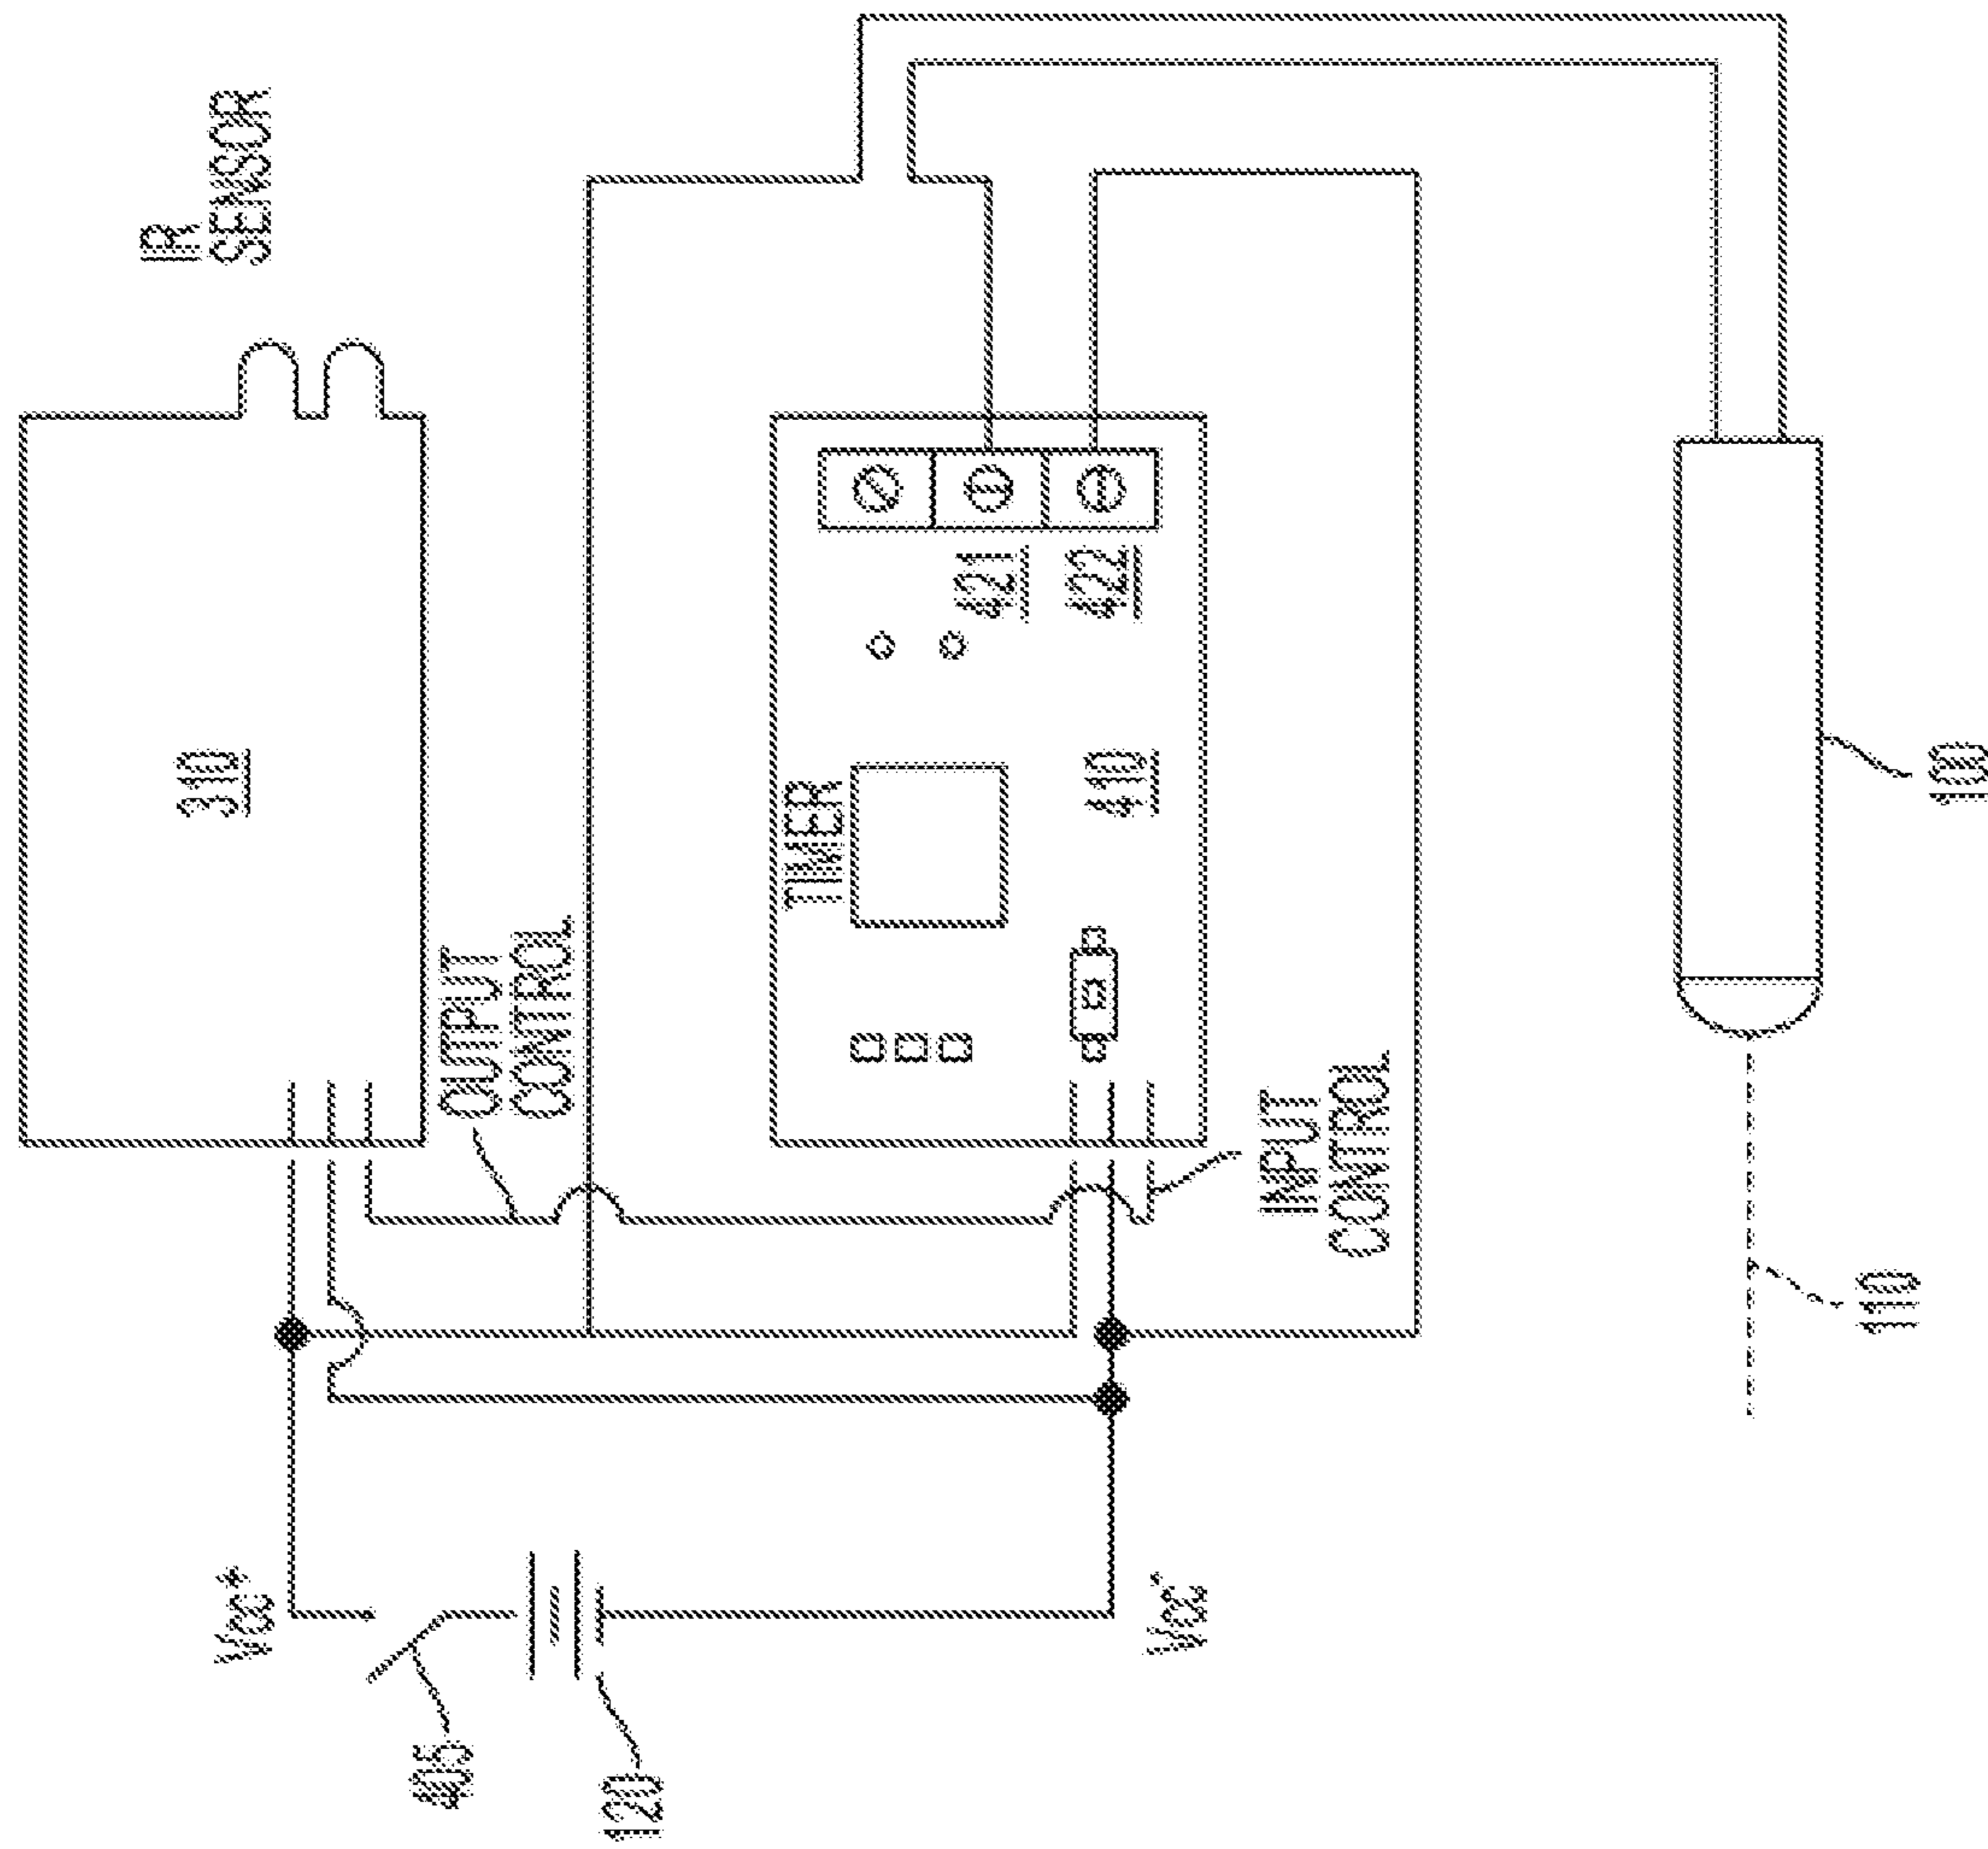 IR
SENSOR
310
OUTPUT
CONTROL
TIMER
410
421
422
INPUT
CONTROL
Vcc+
Vcc-
405
120
100
110